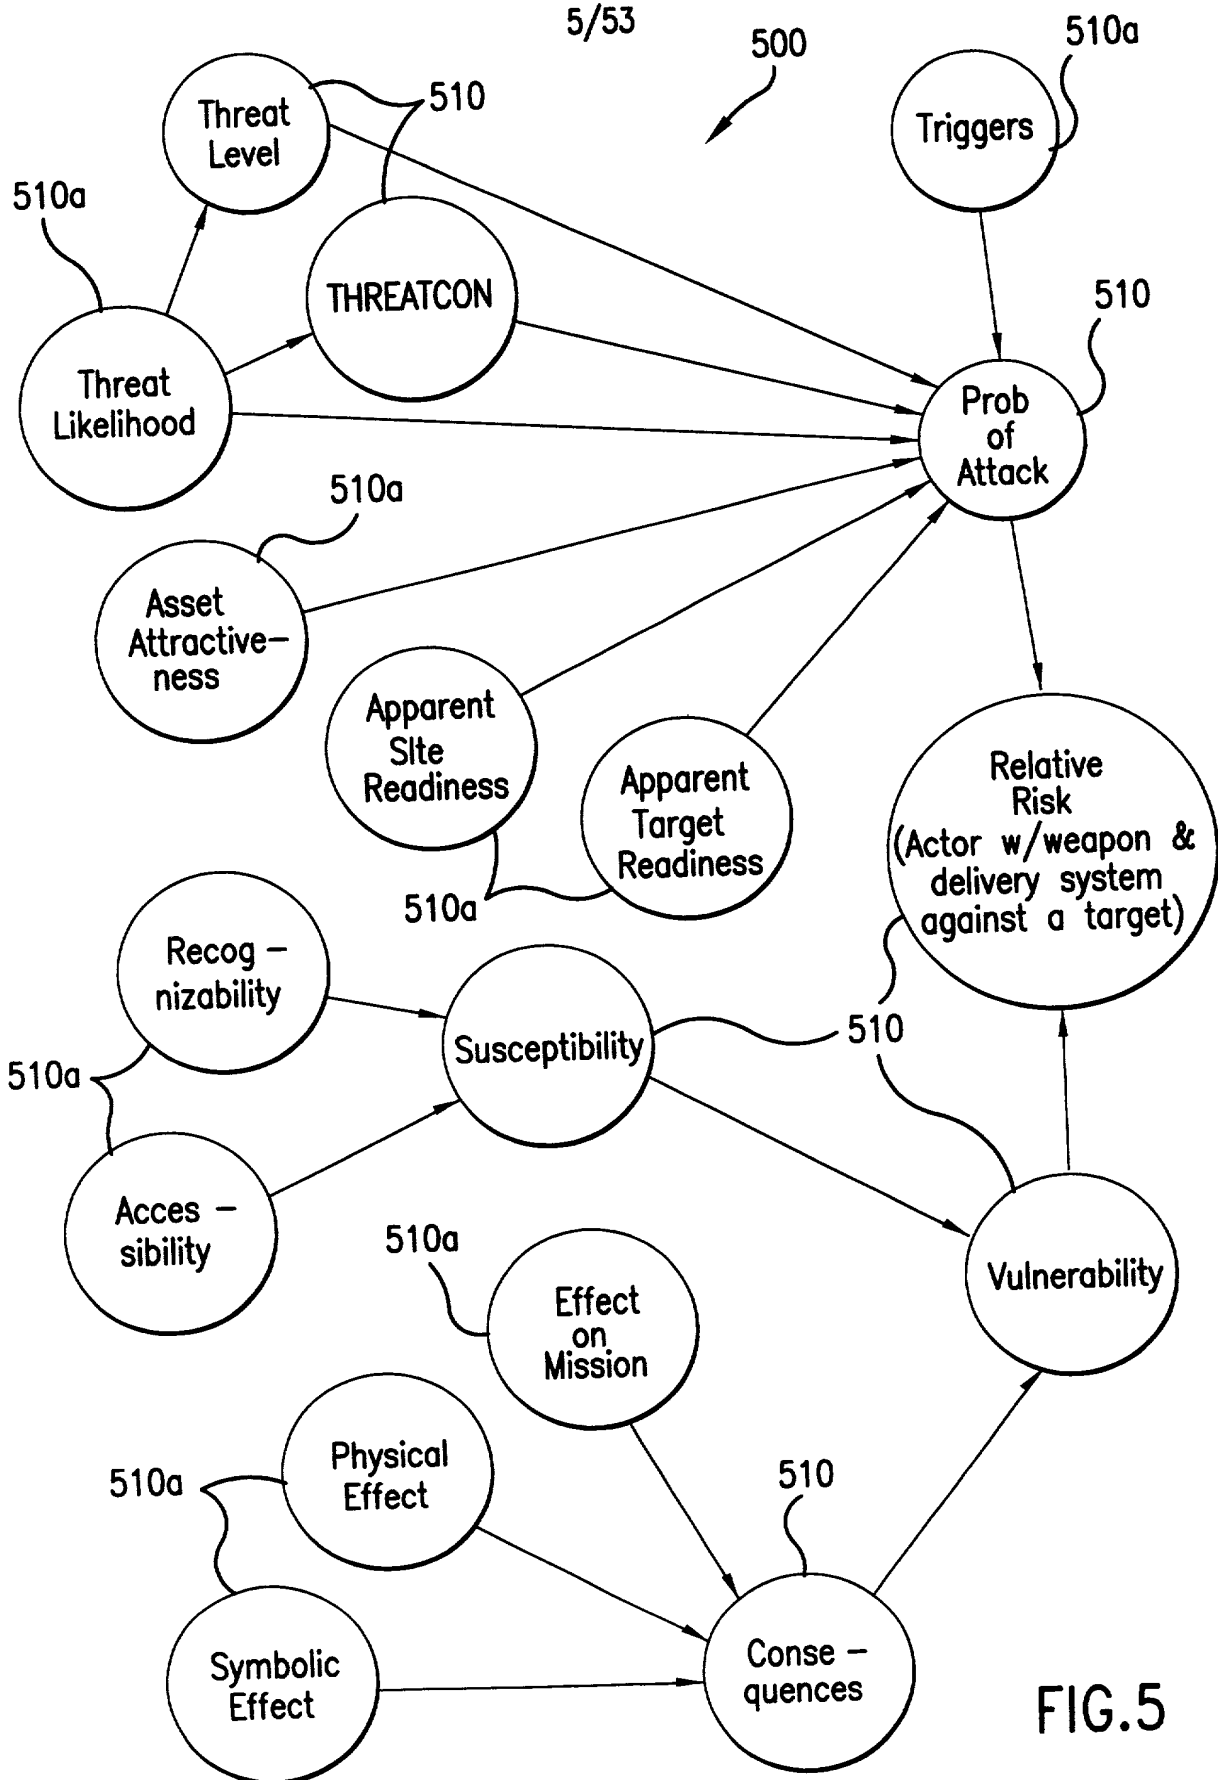 5/53
500
510a
Triggers
Threat
Level
510
510a
THREATCON
510
Threat
Likelihood
Prob
of
Attack
510a
Asset
Attractive–
ness
Apparent
SIte
Readiness
Apparent
Target
Readiness
510a
Relative
Risk
(Actor w/weapon &
delivery system
against a target)
Recog –
nizability
510a
Susceptibility
510
Acces –
sibility
Vulnerability
510a
Effect
on
Mission
Physical
Effect
510a
510
Symbolic
Effect
Conse –
quences
FIG.5